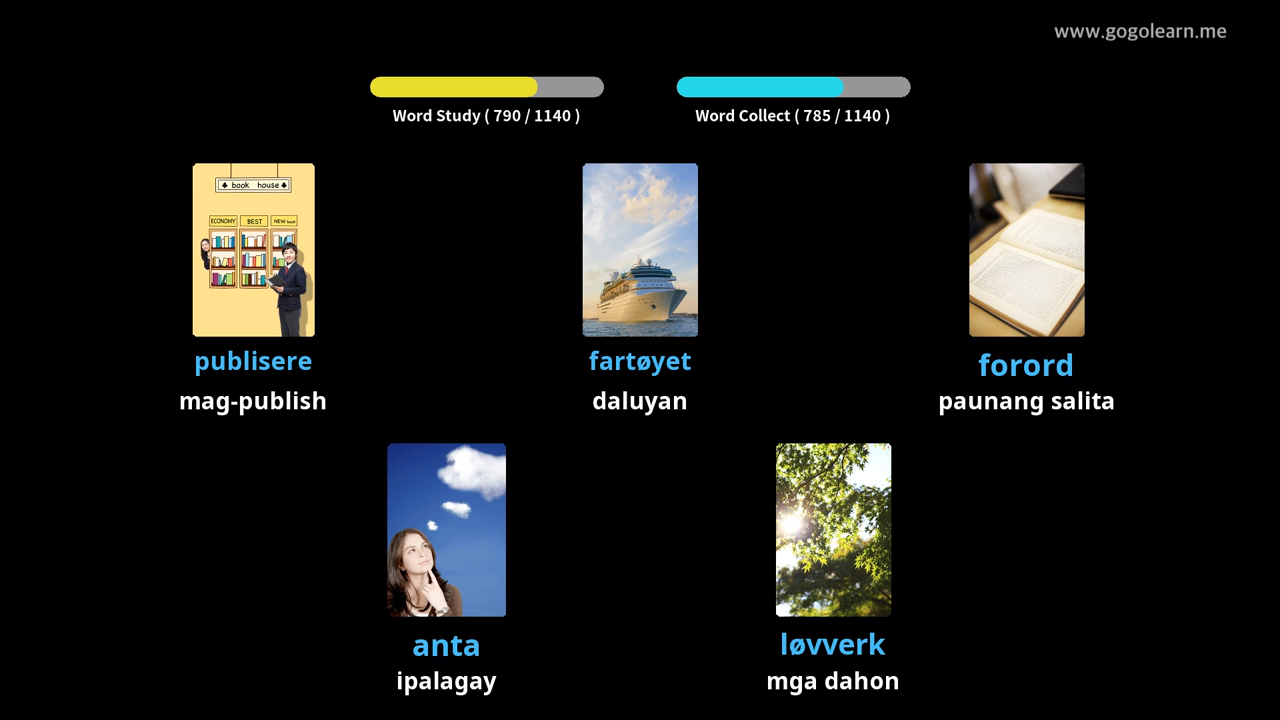 www.gogolearn.me
Word Study ( 790 / 1140 )
Word Collect ( 785 / 1140 )
book house
ECONOMY
BEST
NEW book
publisere
mag-publish
fartøyet
daluyan
forord
paunang salita
anta
ipalagay
løvverk
mga dahon